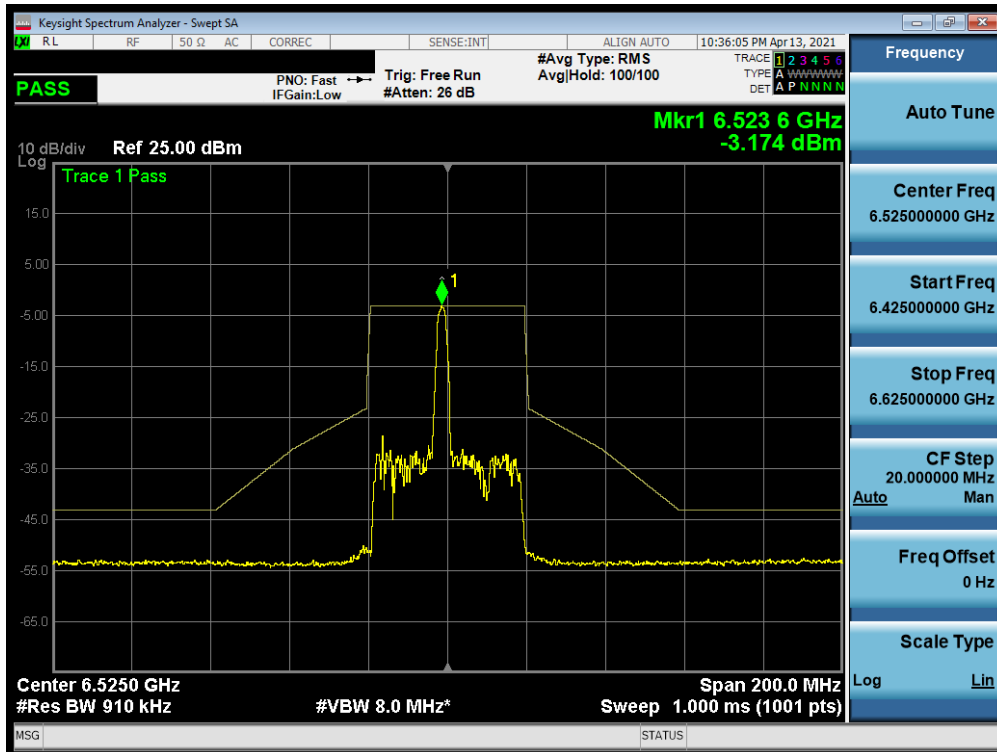 Keysight Spectrum Analyzer - Swept SA
LXI RL RF 50 Ω AC CORREC SENSE:INT ALIGN AUTO 10:36:05 PM Apr 13, 2021
Frequency
PASS
PNO: Fast
IFGain:Low
Trig: Free Run
#Atten: 26 dB
#Avg Type: RMS
Avg|Hold: 100/100
TRACE 1 2 3 4 5 6
TYPE A WWWWW
DET A P N N N N
Mkr1 6.523 6 GHz
-3.174 dBm
10 dB/div Ref 25.00 dBm
Log
Trace 1 Pass
1
15.0
5.00
-5.00
-15.0
-25.0
-35.0
-45.0
-55.0
-65.0
Center 6.5250 GHz Span 200.0 MHz
#Res BW 910 kHz #VBW 8.0 MHz* Sweep 1.000 ms (1001 pts)
MSG STATUS
Auto Tune
Center Freq
6.525000000 GHz
Start Freq
6.425000000 GHz
Stop Freq
6.625000000 GHz
CF Step
20.000000 MHz
Auto Man
Freq Offset
0 Hz
Scale Type
Log Lin